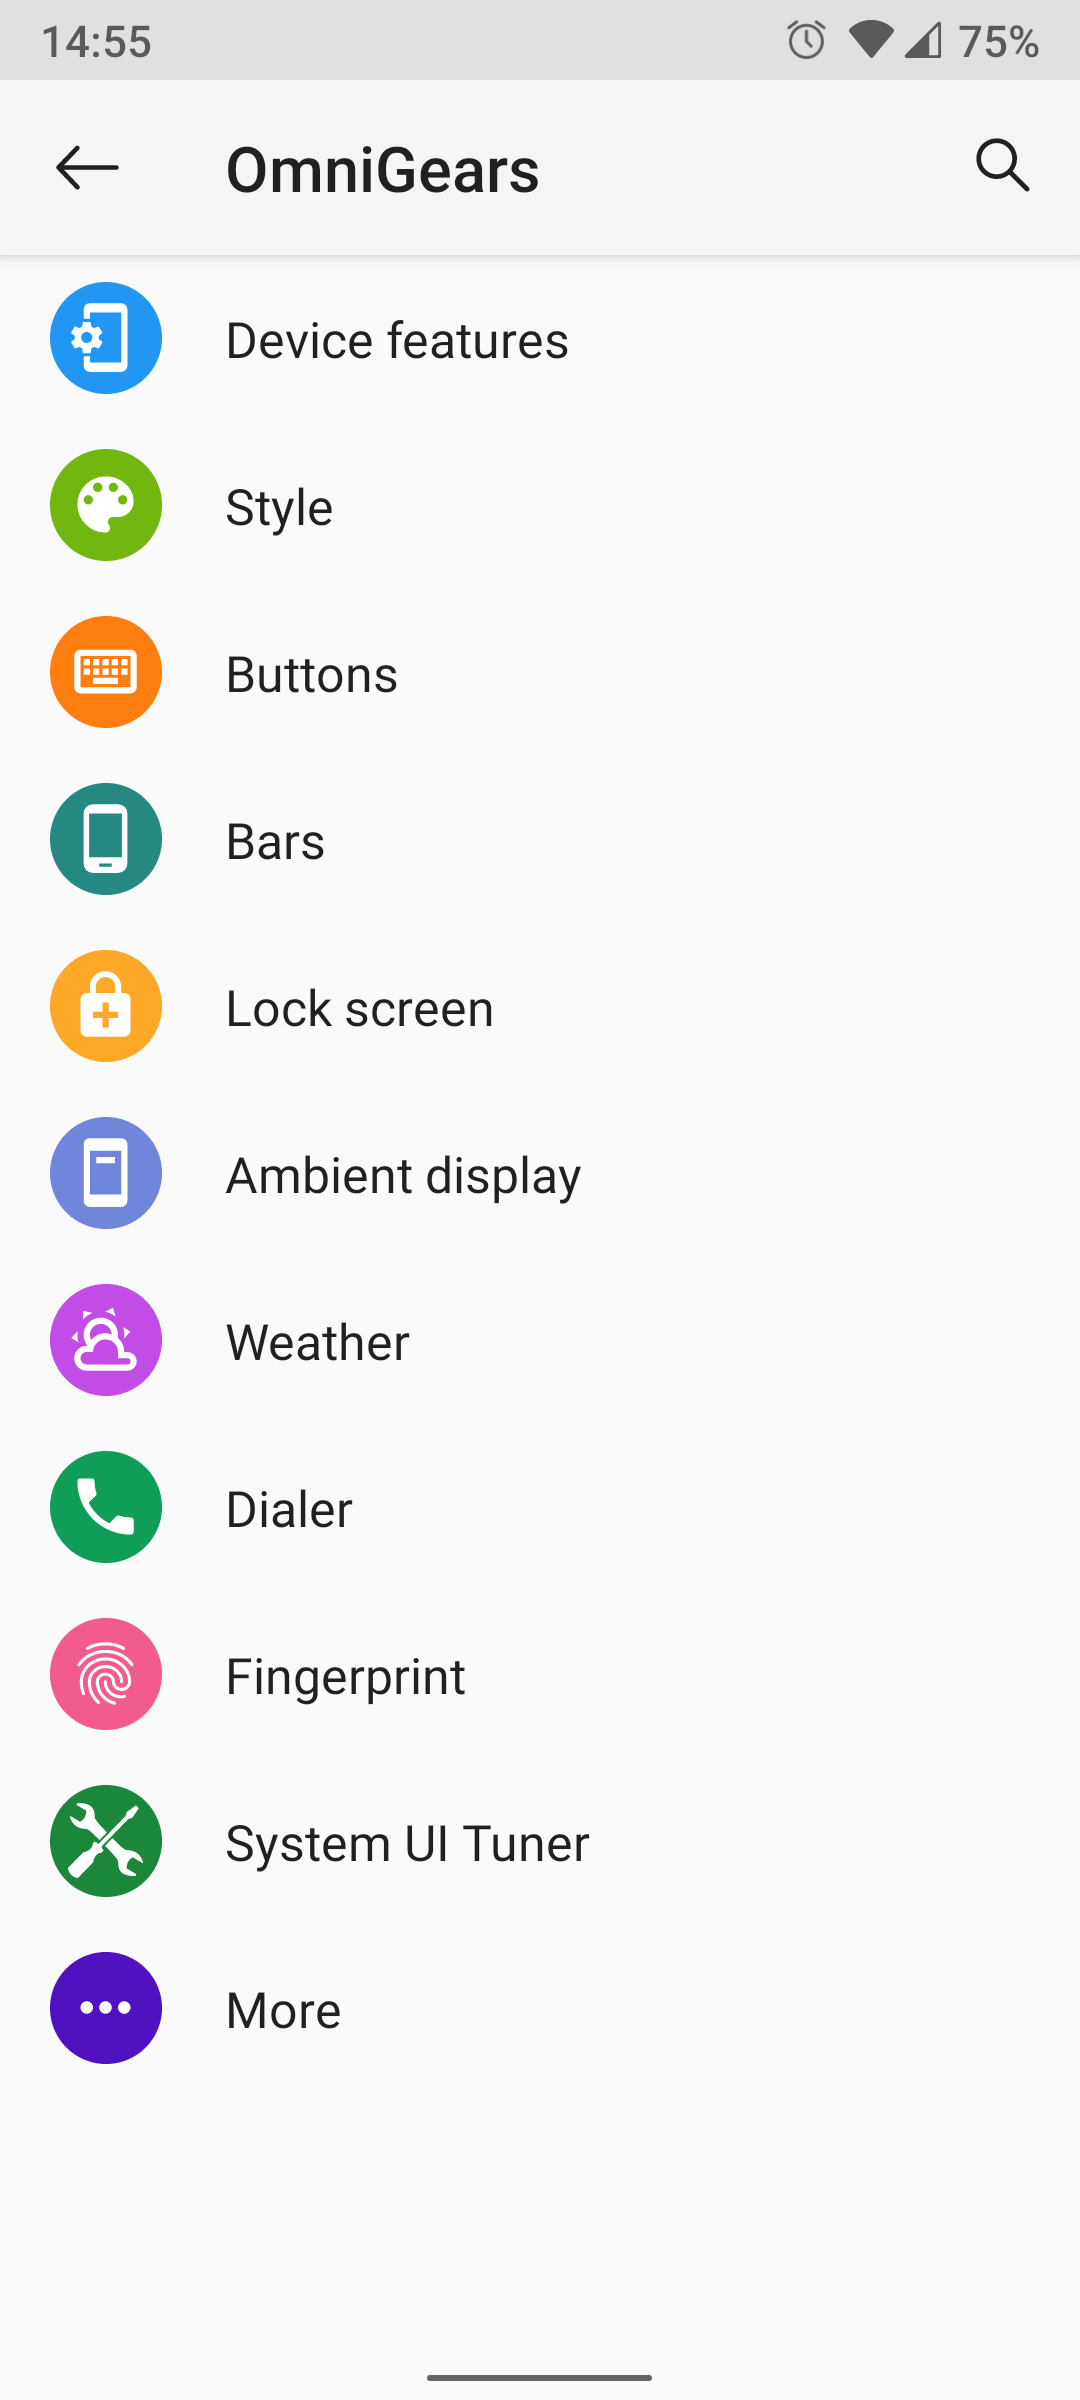 14:55 75%
OmniGears
Device features
Style
Buttons
Bars
Lock screen
Ambient display
Weather
Dialer
Fingerprint
System UI Tuner
More